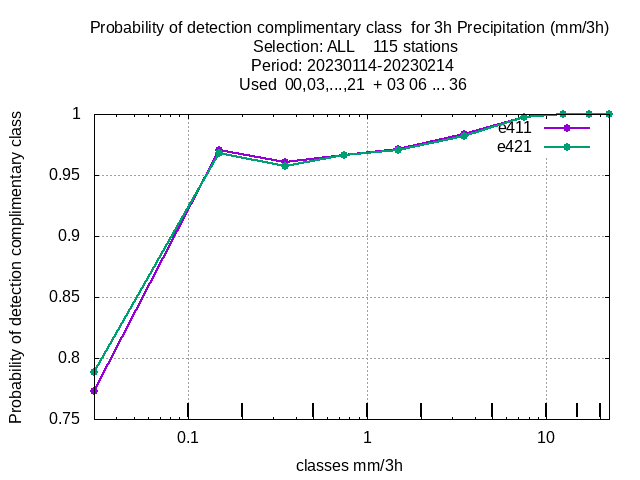 Probability of detection complimentary class  for 3h Precipitation (mm/3h)
Selection: ALL    115 stations
Period: 20230114-20230214
Used  00,03,...,21  + 03 06 ... 36
Probability of detection complimentary class
1
0.95
0.9
0.85
0.8
0.75
e411
e421
0.1
1
10
classes mm/3h